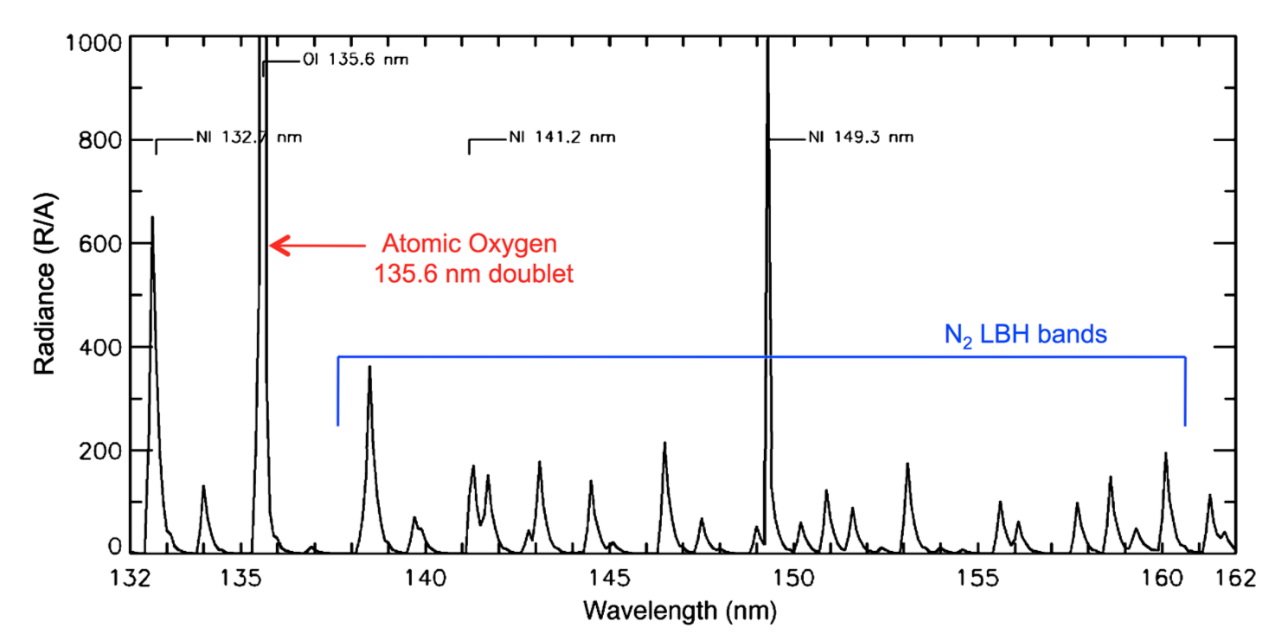 1000
OI 135.6 nm
800
NI 132.7 nm
NI 141.2 nm
NI 149.3 nm
600
Atomic Oxygen
135.6 nm doublet
400
N₂ LBH bands
200
0
Radiance (R/A)
132
135
140
145
150
155
160
162
Wavelength (nm)